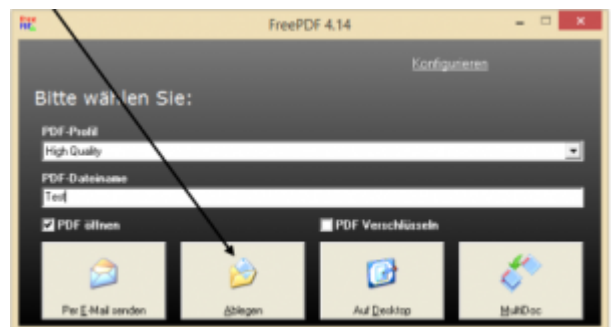 FreePDF 4.14
Konfigurieren
Bitte wählen Sie:
PDF-Profil
High Quality
PDF-Dateiname
Test
PDF öffnen PDF Verschlüsseln
Per E-Mail senden Ablegen Auf Desktop MultiDoc